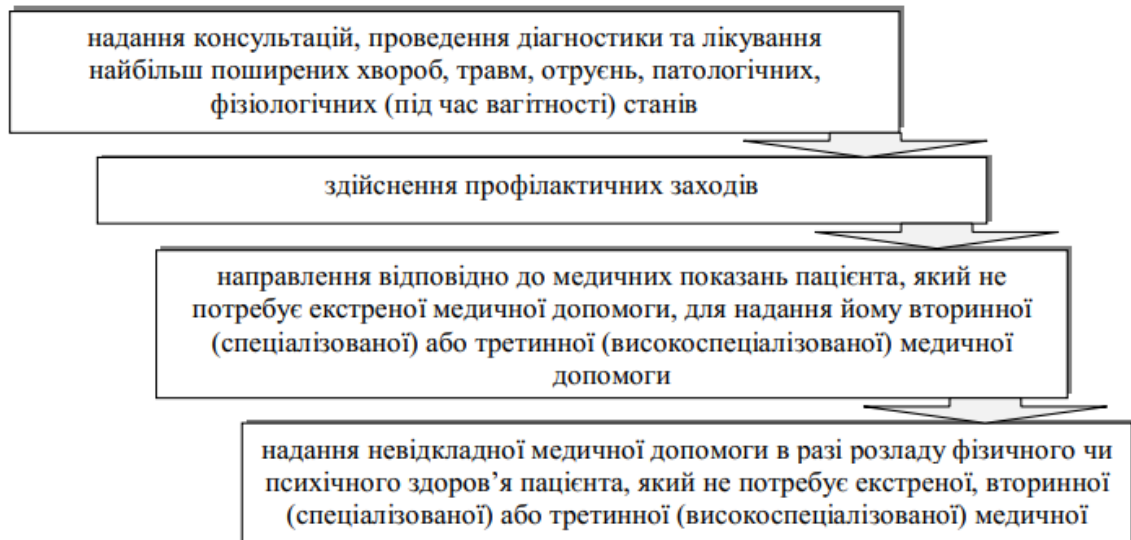 надання консультацій, проведення діагностики та лікування
найбільш поширених хвороб, травм, отруєнь, патологічних,
фізіологічних (під час вагітності) станів
здійснення профілактичних заходів
направлення відповідно до медичних показань пацієнта, який не
потребує екстреної медичної допомоги, для надання йому вторинної
(спеціалізованої) або третинної (високоспеціалізованої) медичної
допомоги
надання невідкладної медичної допомоги в разі розладу фізичного чи
психічного здоров’я пацієнта, який не потребує екстреної, вторинної
(спеціалізованої) або третинної (високоспеціалізованої) медичної